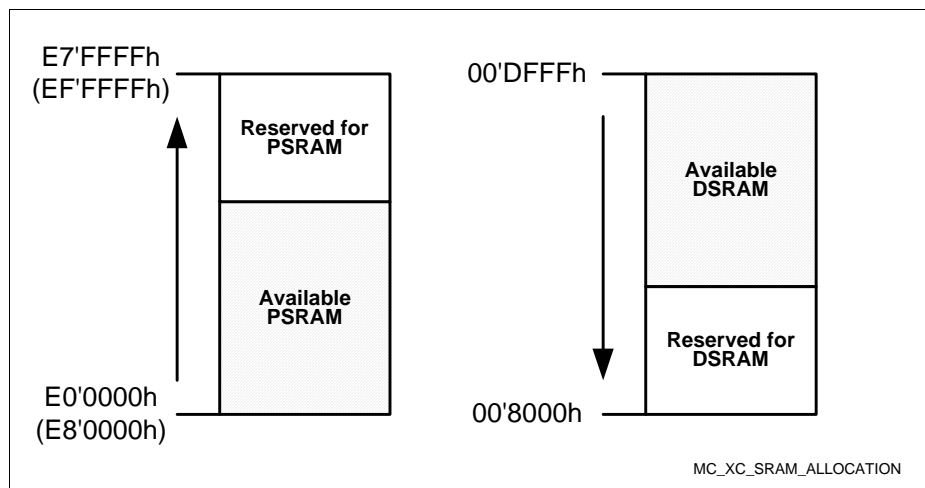 E7'FFFFh
(EF'FFFFh)
Reserved for
PSRAM
Available
PSRAM
E0'0000h
(E8'0000h)
00'DFFFh
Available
DSRAM
Reserved for
DSRAM
00'8000h
MC_XC_SRAM_ALLOCATION